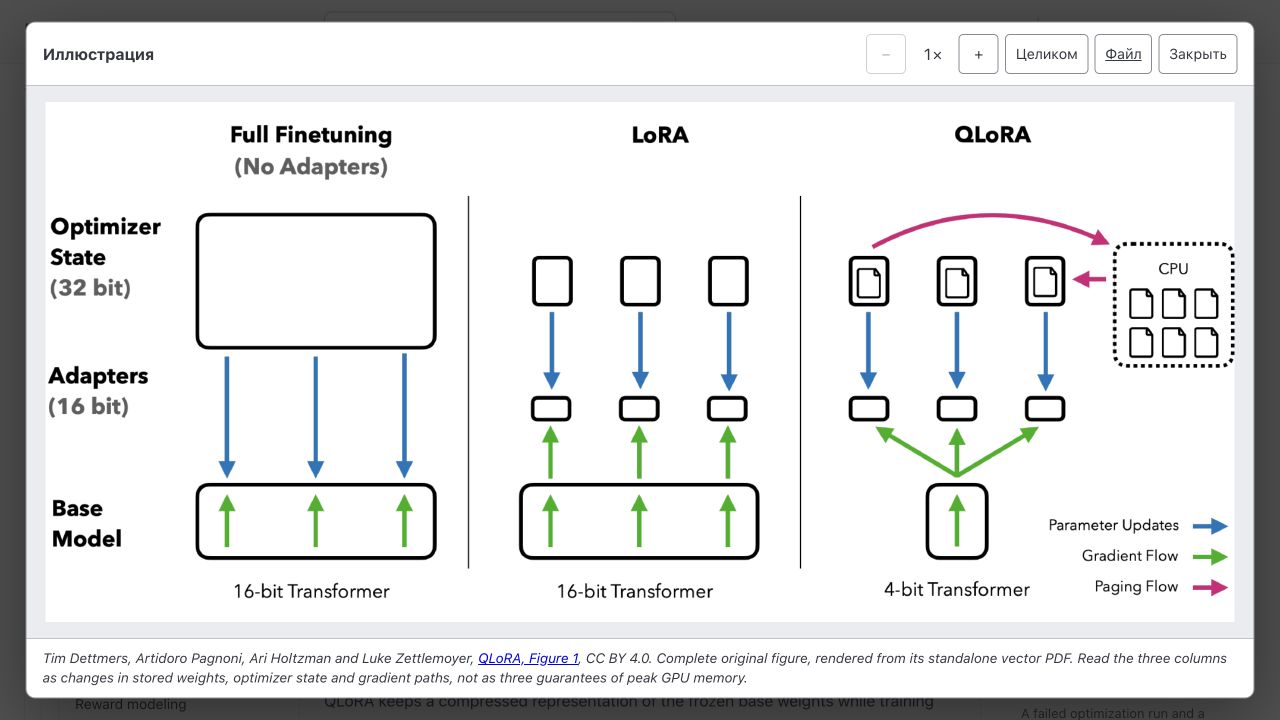 Иллюстрация
−
1×
+
Целиком
Файл
Закрыть
Full Finetuning
(No Adapters)
LoRA
QLoRA
Optimizer
State
(32 bit)
CPU
Adapters
(16 bit)
Base
Model
Parameter Updates
Gradient Flow
Paging Flow
16-bit Transformer
16-bit Transformer
4-bit Transformer
Tim Dettmers, Artidoro Pagnoni, Ari Holtzman and Luke Zettlemoyer, QLoRA, Figure 1, CC BY 4.0. Complete original figure, rendered from its standalone vector PDF. Read the three columns
as changes in stored weights, optimizer state and gradient paths, not as three guarantees of peak GPU memory.
Reward modeling
QLoRA keeps a compressed representation of the frozen base weights while training
A failed optimization run and a